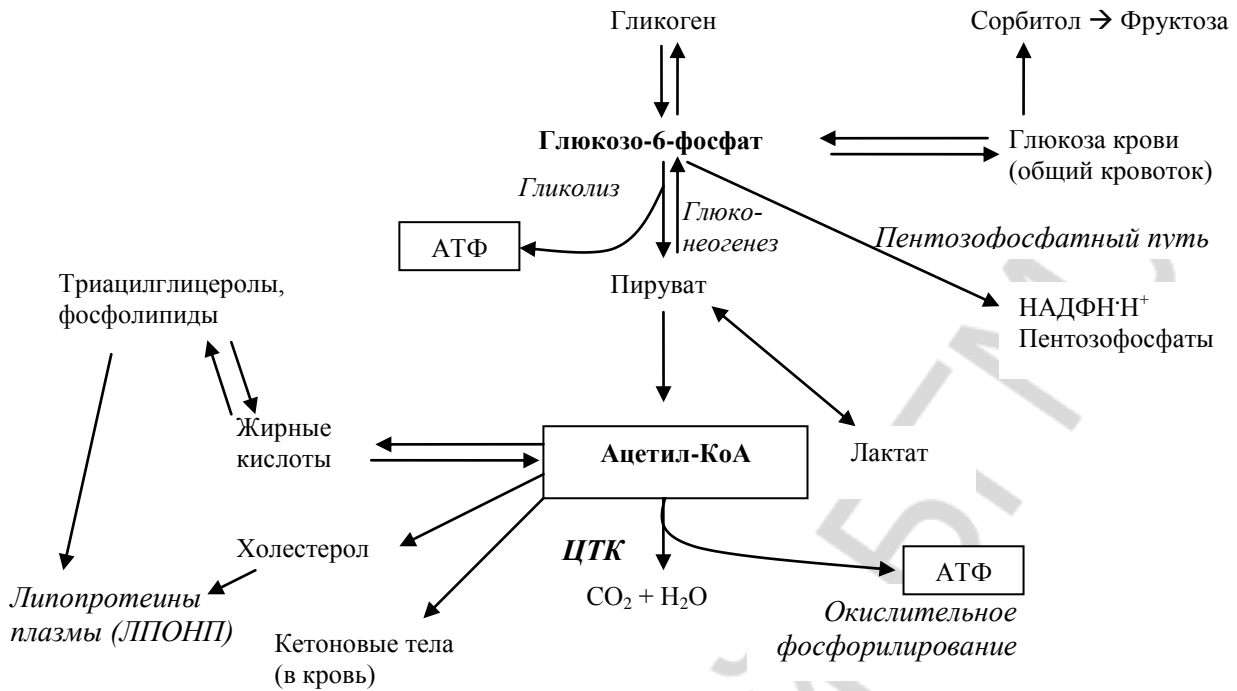 Гликоген
Сорбитол → Фруктоза
Глюкозо-6-фосфат
Глюкоза крови
(общий кровоток)
Гликолиз
Глюко-
неогенез
АТФ
Пентозофосфатный путь
Триацилглицеролы,
фосфолипиды
Пируват
НАДФН·Н⁺
Пентозофосфаты
Жирные
кислоты
Ацетил-КоА
Лактат
Холестерол
ЦТК
АТФ
Липопротеины
плазмы (ЛПОНП)
CO₂ + H₂O
Окислительное
фосфорилирование
Кетоновые тела
(в кровь)